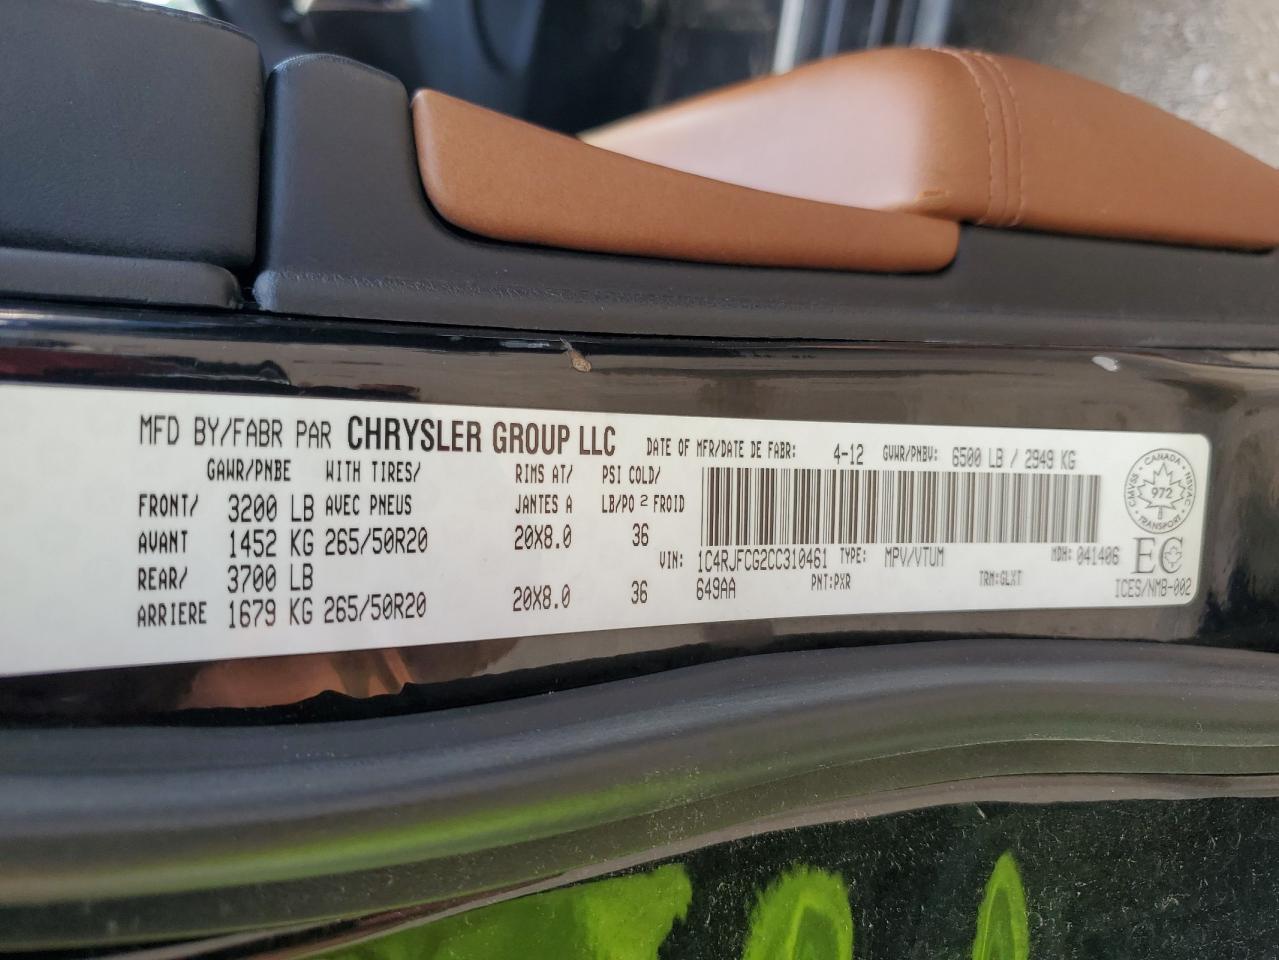 MFD BY/FABR PAR CHRYSLER GROUP LLC DATE OF MFR/DATE DE FABR: 4-12 GVWR/PNBV: 6500 LB / 2949 KG
GAWR/PNBE WITH TIRES/ RIMS AT/ PSI COLD/
FRONT/ 3200 LB AVEC PNEUS JANTES A LB/PO 2 FROID
AVANT 1452 KG 265/50R20 20X8.0 36
REAR/ 3700 LB
ARRIERE 1679 KG 265/50R20 20X8.0 36
VIN: 1C4RJFCG2CC310461 TYPE: MPV/VTUM MDH: 041406
649AA PNT:PXR TRM:GLXT
CANADA
CMVSS NSVAC
972
TRANSPORT
EC
ICES/NMB-002